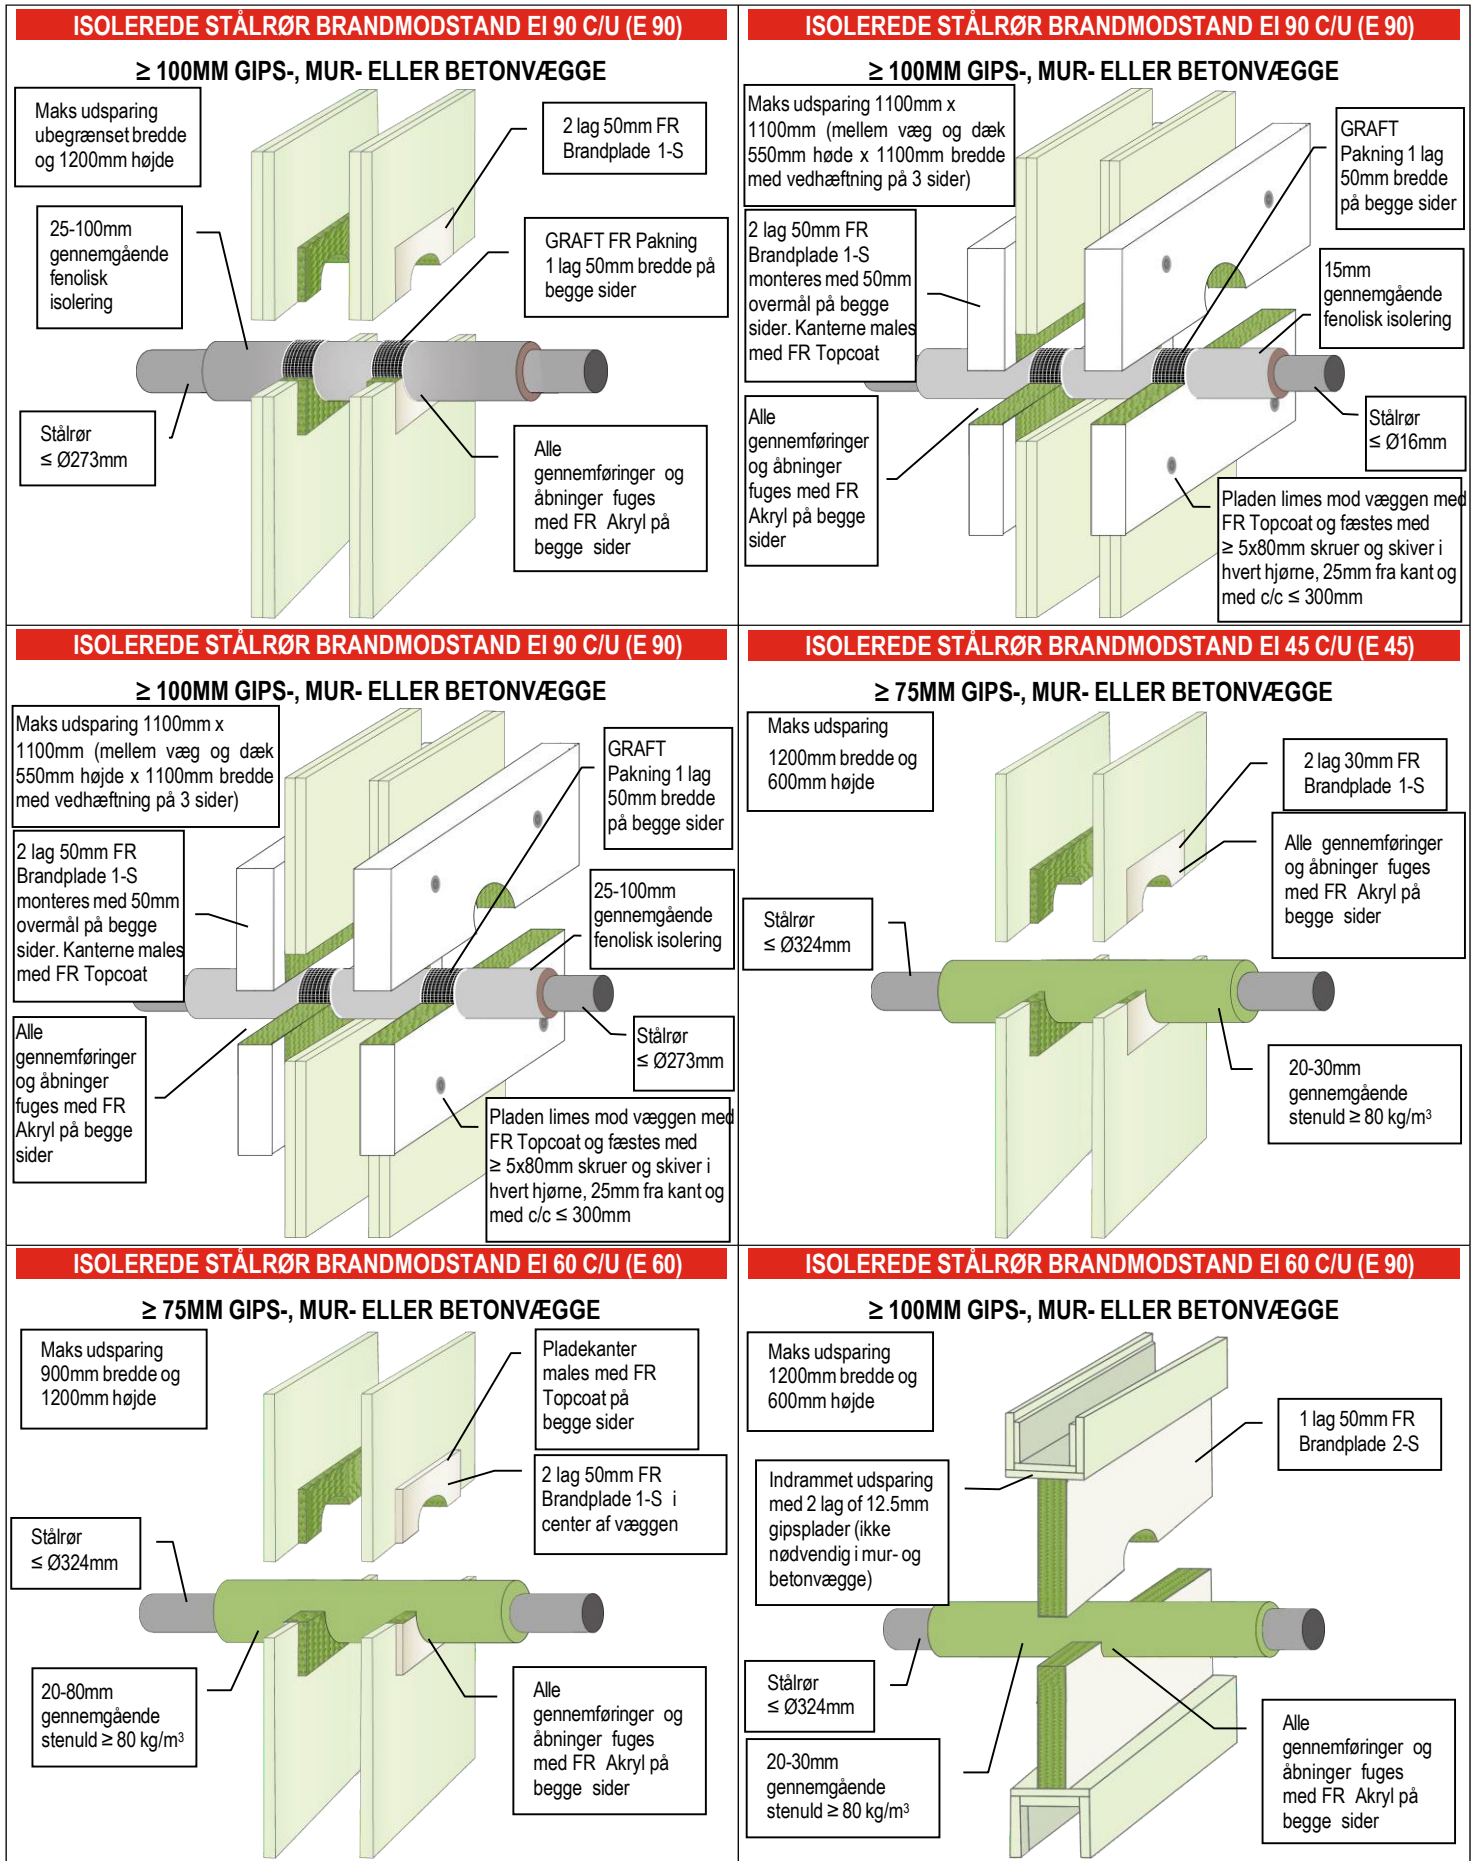 ISOLEREDE STÅLRØR BRANDMODSTAND EI 90 C/U (E 90)
≥ 100MM GIPS-, MUR- ELLER BETONVÆGGE
Maks udsparing
ubegrænset bredde
og 1200mm højde
2 lag 50mm FR
Brandplade 1-S
25-100mm
gennemgående
fenolisk
isolering
GRAFT FR Pakning
1 lag 50mm bredde på
begge sider
Stålrør
≤ Ø273mm
Alle
gennemføringer og
åbninger fuges
med FR Akryl på
begge sider
ISOLEREDE STÅLRØR BRANDMODSTAND EI 90 C/U (E 90)
≥ 100MM GIPS-, MUR- ELLER BETONVÆGGE
Maks udsparing 1100mm x
1100mm (mellem væg og dæk
550mm høde x 1100mm bredde
med vedhæftning på 3 sider)
GRAFT
Pakning 1 lag
50mm bredde
på begge sider
2 lag 50mm FR
Brandplade 1-S
monteres med 50mm
overmål på begge
sider. Kanterne males
med FR Topcoat
15mm
gennemgående
fenolisk isolering
Alle
gennemføringer
og åbninger
fuges med FR
Akryl på begge
sider
Stålrør
≤ Ø16mm
Pladen limes mod væggen med
FR Topcoat og fæstes med
≥ 5x80mm skruer og skiver i
hvert hjørne, 25mm fra kant og
med c/c ≤ 300mm
ISOLEREDE STÅLRØR BRANDMODSTAND EI 90 C/U (E 90)
≥ 100MM GIPS-, MUR- ELLER BETONVÆGGE
Maks udsparing 1100mm x
1100mm (mellem væg og dæk
550mm højde x 1100mm bredde
med vedhæftning på 3 sider)
GRAFT
Pakning 1 lag
50mm bredde
på begge sider
2 lag 50mm FR
Brandplade 1-S
monteres med 50mm
overmål på begge
sider. Kanterne males
med FR Topcoat
25-100mm
gennemgående
fenolisk isolering
Alle
gennemføringer
og åbninger
fuges med FR
Akryl på begge
sider
Stålrør
≤ Ø273mm
Pladen limes mod væggen med
FR Topcoat og fæstes med
≥ 5x80mm skruer og skiver i
hvert hjørne, 25mm fra kant og
med c/c ≤ 300mm
ISOLEREDE STÅLRØR BRANDMODSTAND EI 45 C/U (E 45)
≥ 75MM GIPS-, MUR- ELLER BETONVÆGGE
Maks udsparing
1200mm bredde og
600mm højde
2 lag 30mm FR
Brandplade 1-S
Alle gennemføringer
og åbninger fuges
med FR Akryl på
begge sider
Stålrør
≤ Ø324mm
20-30mm
gennemgående
stenuld ≥ 80 kg/m³
ISOLEREDE STÅLRØR BRANDMODSTAND EI 60 C/U (E 60)
≥ 75MM GIPS-, MUR- ELLER BETONVÆGGE
Maks udsparing
900mm bredde og
1200mm højde
Pladekanter
males med FR
Topcoat på
begge sider
2 lag 50mm FR
Brandplade 1-S i
center af væggen
Stålrør
≤ Ø324mm
20-80mm
gennemgående
stenuld ≥ 80 kg/m³
Alle
gennemføringer og
åbninger fuges
med FR Akryl på
begge sider
ISOLEREDE STÅLRØR BRANDMODSTAND EI 60 C/U (E 90)
≥ 100MM GIPS-, MUR- ELLER BETONVÆGGE
Maks udsparing
1200mm bredde og
600mm højde
1 lag 50mm FR
Brandplade 2-S
Indrammet udsparing
med 2 lag of 12.5mm
gipsplader (ikke
nødvendig i mur- og
betonvægge)
Stålrør
≤ Ø324mm
20-30mm
gennemgående
stenuld ≥ 80 kg/m³
Alle
gennemføringer og
åbninger fuges
med FR Akryl på
begge sider